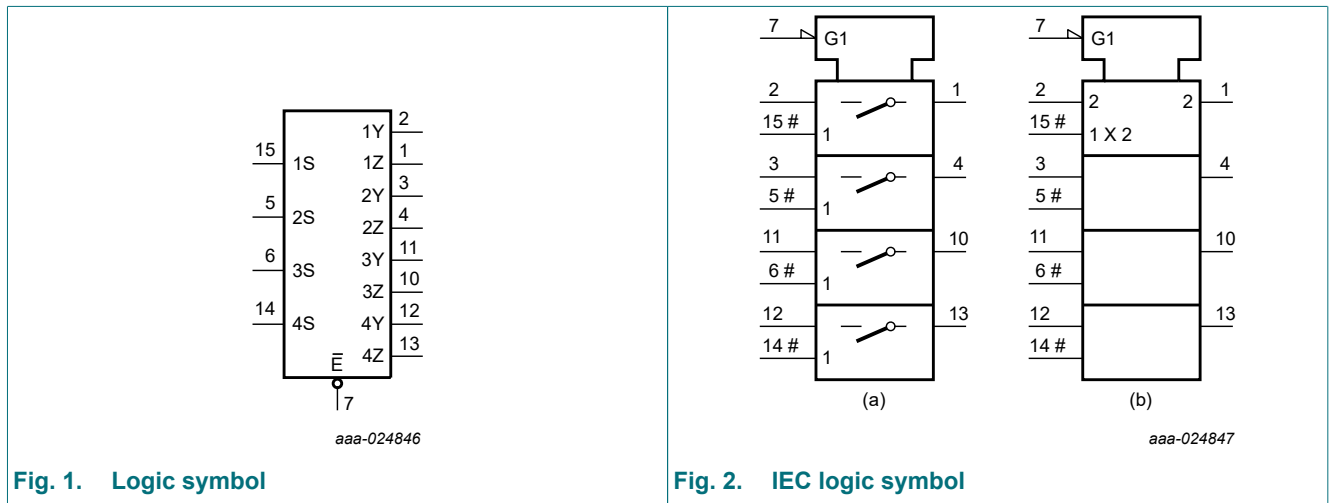 2
1Y
15
1
1S
1Z
3
2Y
5
4
2S
2Z
11
3Y
6
10
3S
3Z
14
12
4S
4Y
13
4Z
E̅
7
aaa-024846
Fig. 1. Logic symbol
7
G1
2
1
15 #
1
3
4
5 #
1
11
10
6 #
1
12
13
14 #
1
(a)
7
G1
2
2
2
1
15 #
1 X 2
3
4
5 #
11
10
6 #
12
13
14 #
(b)
aaa-024847
Fig. 2. IEC logic symbol